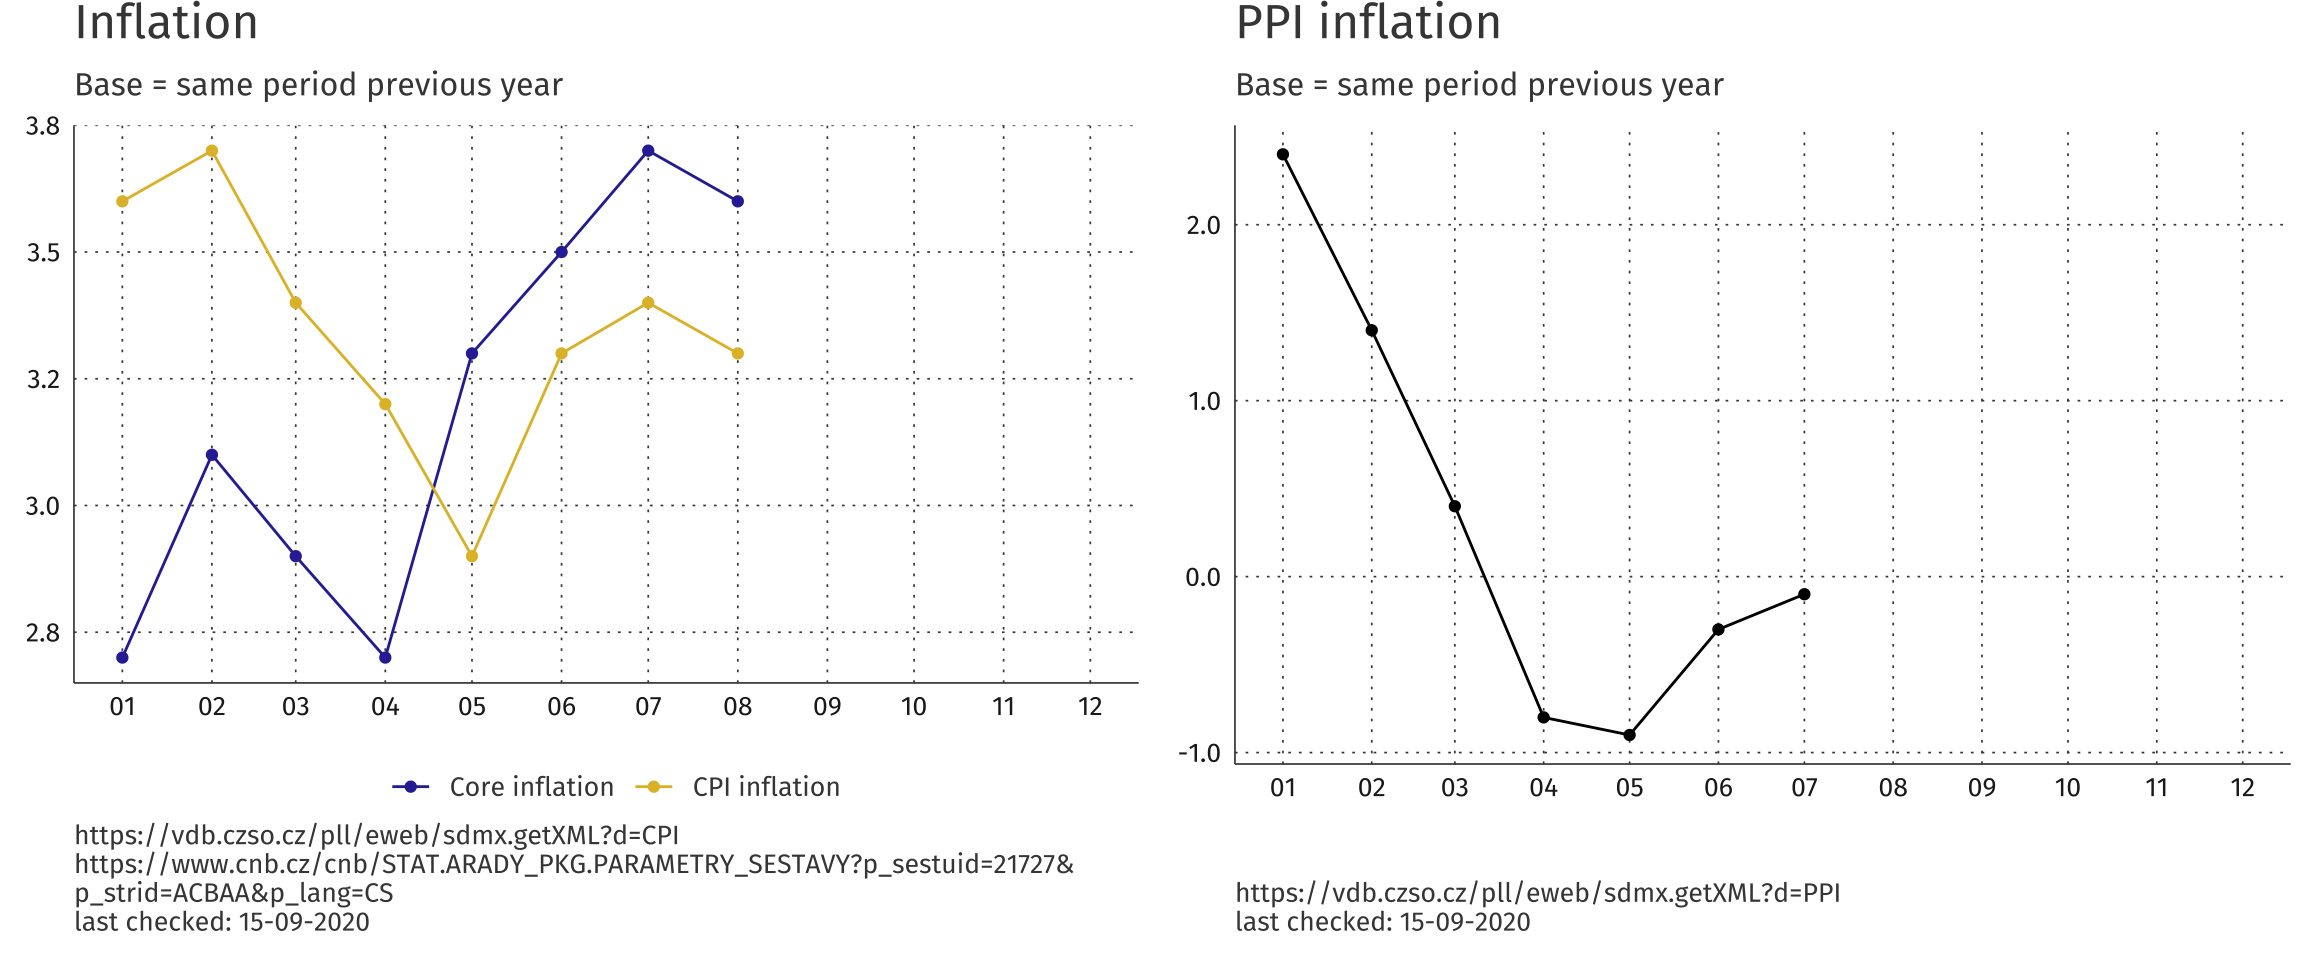 Inflation
Base = same period previous year
3.8
3.5
3.2
3.0
2.8
01 02 03 04 05 06 07 08 09 10 11 12
Core inflation CPI inflation
https://vdb.czso.cz/pll/eweb/sdmx.getXML?d=CPI
https://www.cnb.cz/cnb/STAT.ARADY_PKG.PARAMETRY_SESTAVY?p_sestuid=21727&
p_strid=ACBAA&p_lang=CS
last checked: 15-09-2020
PPI inflation
Base = same period previous year
2.0
1.0
0.0
-1.0
01 02 03 04 05 06 07 08 09 10 11 12
https://vdb.czso.cz/pll/eweb/sdmx.getXML?d=PPI
last checked: 15-09-2020